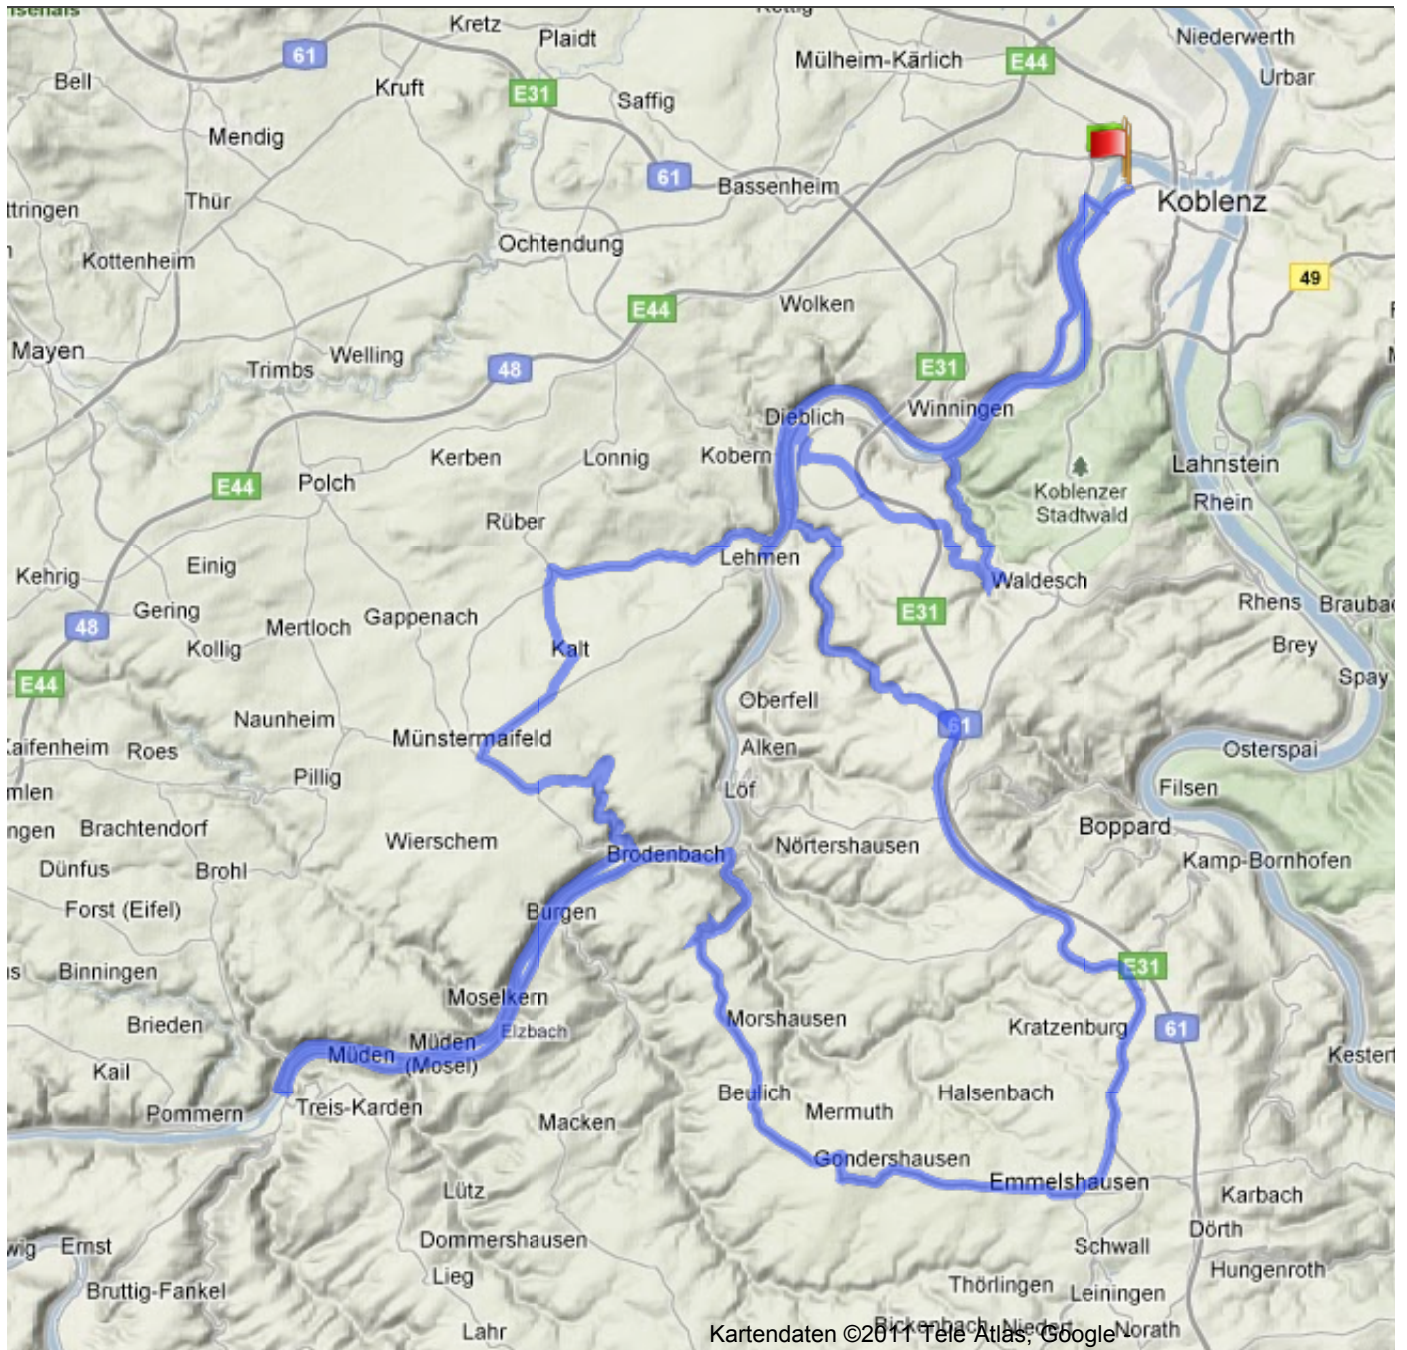 Kretz
Plaidt
Niederwerth
61
Mülheim-Kärlich
E44
Bell
Kruft
E31
Saffig
Urbar
Mendig
61
Bassenheim
Thür
Koblenz
Ochtendung
Kottenheim
49
E44
Wolken
Mayen
Welling
Trimbs
48
E31
Dieblich
Winningen
Kerben
Lonnig
Kobern
Lahnstein
E44
Polch
Koblenzer
Stadtwald
Rhein
Rüber
Lehmen
Kehrig
Einig
Waldesch
Gering
Gappenach
E31
Rhens
48
Mertloch
Kollig
Kalt
Brey
E44
Spay
Oberfell
Naunheim
61
Münstermaifeld
Roes
Alken
Osterspai
Pillig
Löf
Filsen
Brachtendorf
Wierschem
Brodenbach
Nörtershausen
Boppard
Dünfus
Brohl
Kamp-Bornhofen
Forst (Eifel)
Burgen
Binningen
E31
Moselkern
Brieden
Elzbach
Morshausen
Kratzenburg
61
Müden
Müden
(Mosel)
Kail
Beulich
Halsenbach
Pommern
Treis-Karden
Mermuth
Macken
Gondershausen
Emmelshausen
Lütz
Karbach
Dörth
Ernst
Dommershausen
Schwall
Bruttig-Fankel
Lieg
Thörlingen
Leiningen
Hungenroth
Lahr
Bickenbach
Norath
Kartendaten ©2011 Tele Atlas, Google -